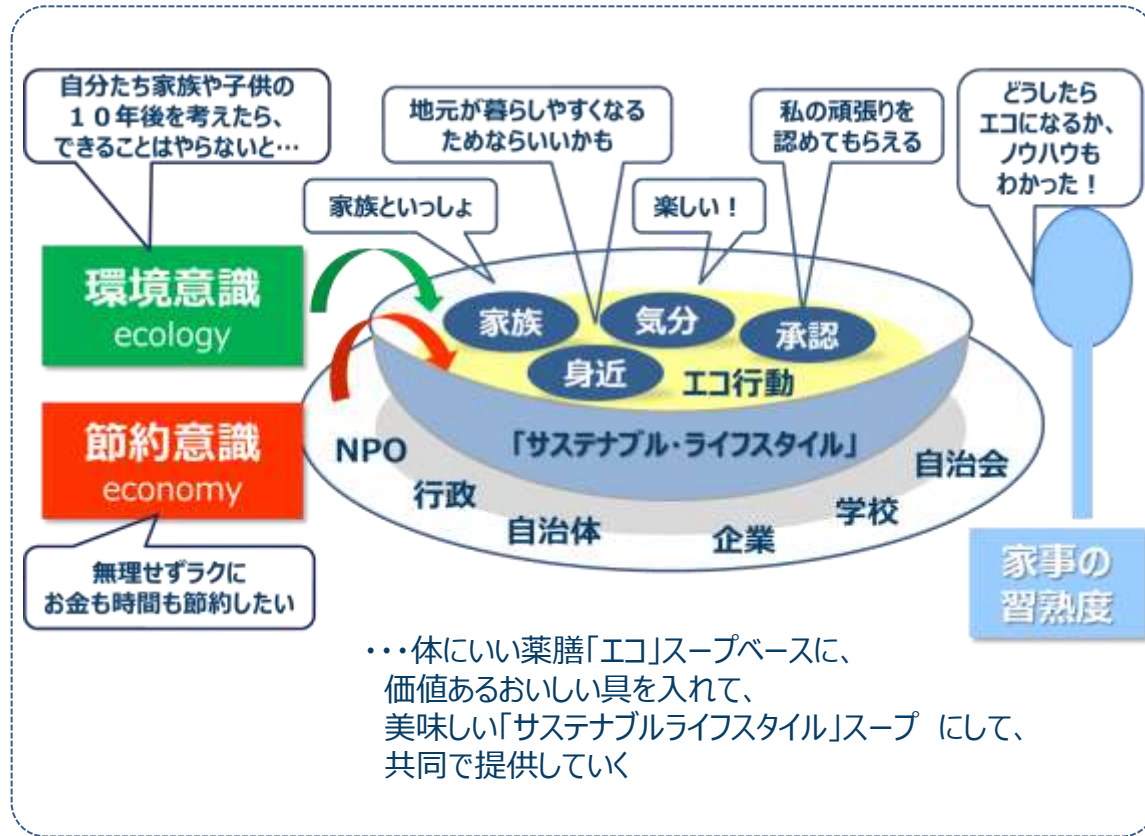 自分たち家族や子供の
１０年後を考えたら、
できることはやらないと…
地元が暮らしやすくなる
ためならいいかも
私の頑張りを
認めてもらえる
どうしたら
エコになるか、
ノウハウも
わかった！
家族といっしょ
楽しい！
環境意識
ecology
家族
気分
承認
身近
エコ行動
節約意識
economy
「サステナブル・ライフスタイル」
NPO
行政
自治体
企業
学校
自治会
無理せずラクに
お金も時間も節約したい
家事の
習熟度
・・・体にいい薬膳「エコ」スープベースに、
価値あるおいしい具を入れて、
美味しい「サステナブルライフスタイル」スープ にして、
共同で提供していく